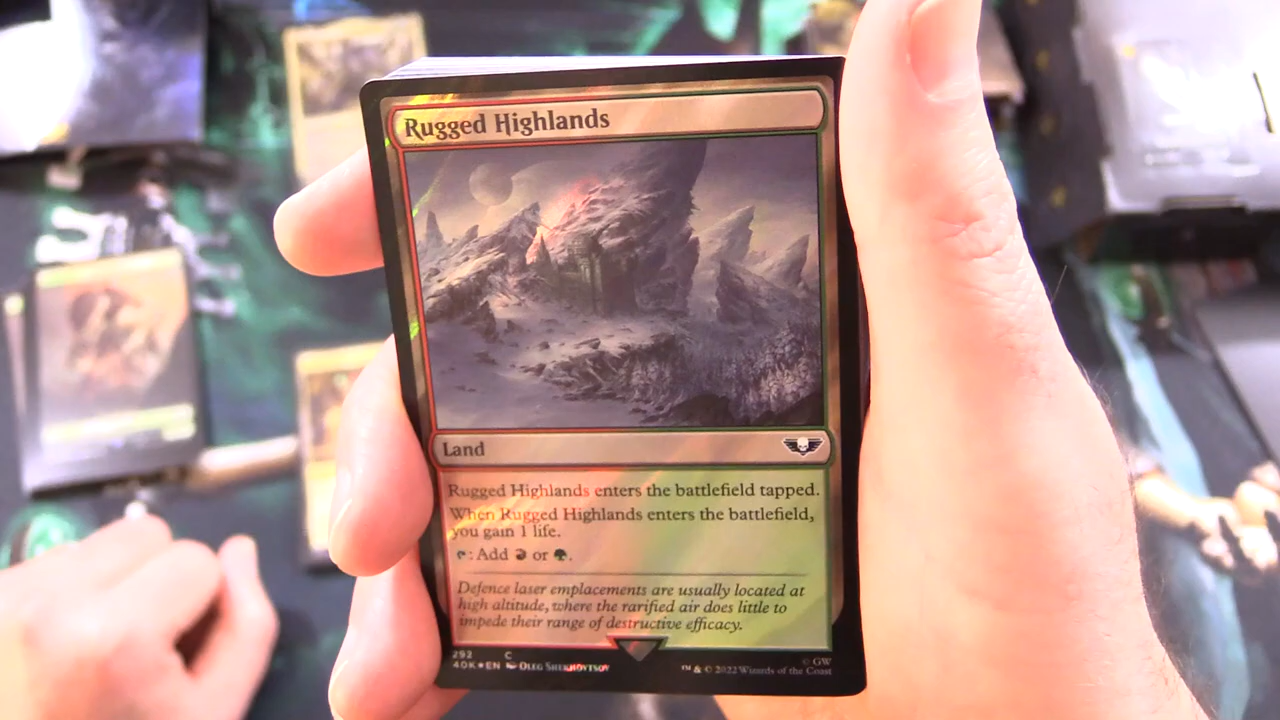 Rugged Highlands
Land
Rugged Highlands enters the battlefield tapped.
When Rugged Highlands enters the battlefield,
you gain 1 life.
: Add or .
Defence laser emplacements are usually located at
high altitude, where the rarified air does little to
impede their range of destructive efficacy.
292 C
40K★EN Oleg Shekhovtsov
© GW
™ & © 2022 Wizards of the Coast